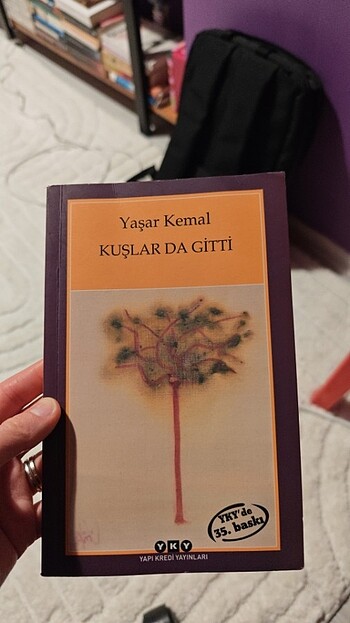 Yaşar Kemal
KUŞLAR DA GİTTİ
YKY'de
35. baskı
YKY
YAPI KREDİ YAYINLARI